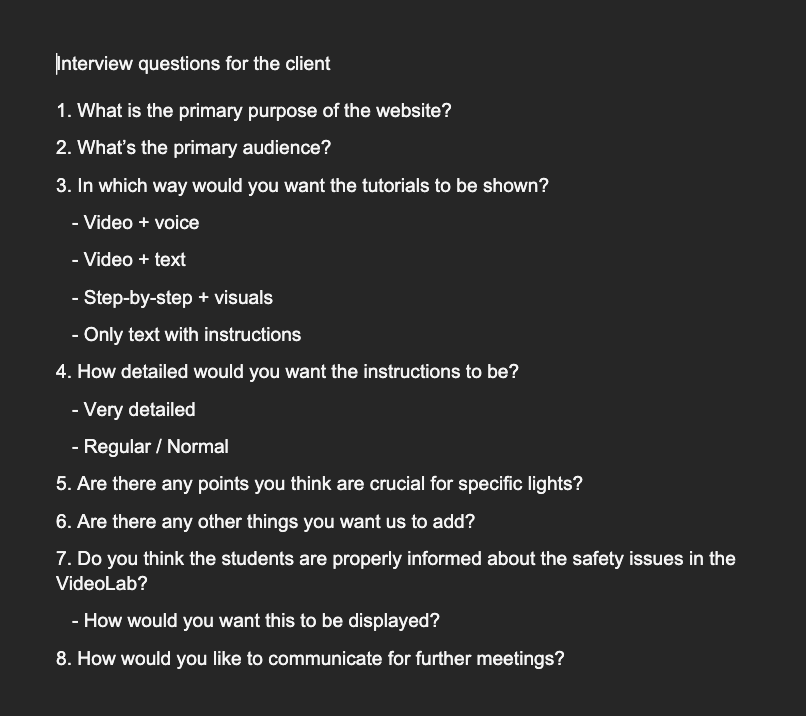 Interview questions for the client
1. What is the primary purpose of the website?
2. What’s the primary audience?
3. In which way would you want the tutorials to be shown?
- Video + voice
- Video + text
- Step-by-step + visuals
- Only text with instructions
4. How detailed would you want the instructions to be?
- Very detailed
- Regular / Normal
5. Are there any points you think are crucial for specific lights?
6. Are there any other things you want us to add?
7. Do you think the students are properly informed about the safety issues in the
VideoLab?
- How would you want this to be displayed?
8. How would you like to communicate for further meetings?